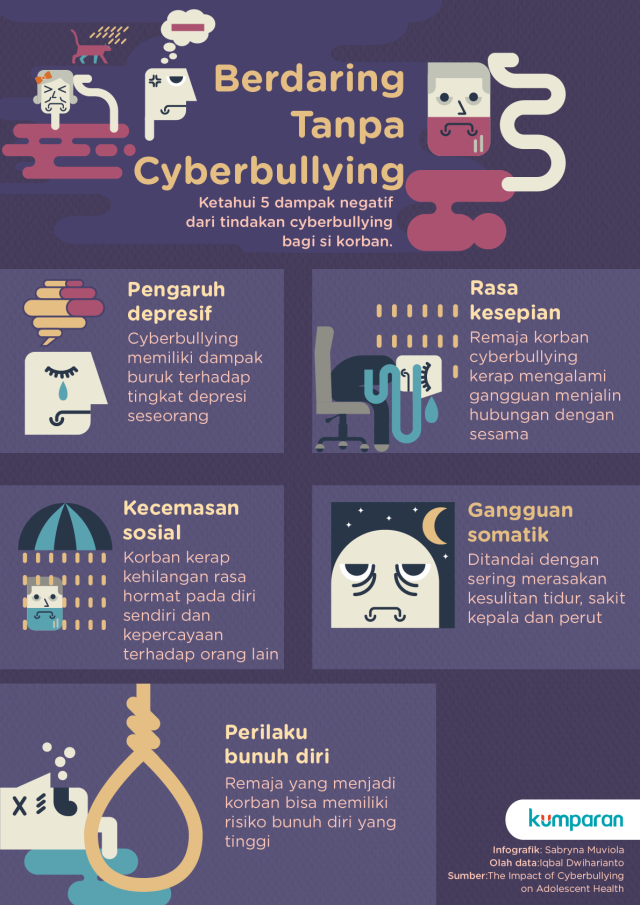 Berdaring
Tanpa
Cyberbullying
Ketahui 5 dampak negatif
dari tindakan cyberbullying
bagi si korban.
Pengaruh
depresif
Cyberbullying
memiliki dampak
buruk terhadap
tingkat depresi
seseorang
Rasa
kesepian
Remaja korban
cyberbullying
kerap mengalami
gangguan menjalin
hubungan dengan
sesama
Kecemasan
sosial
Korban kerap
kehilangan rasa
hormat pada diri
sendiri dan
kepercayaan
terhadap orang lain
Gangguan
somatik
Ditandai dengan
sering merasakan
kesulitan tidur, sakit
kepala dan perut
Perilaku
bunuh diri
Remaja yang menjadi
korban bisa memiliki
risiko bunuh diri yang
tinggi
kumparan
Infografik: Sabryna Muviola
Olah data:Iqbal Dwiharianto
Sumber:The Impact of Cyberbullying
on Adolescent Health